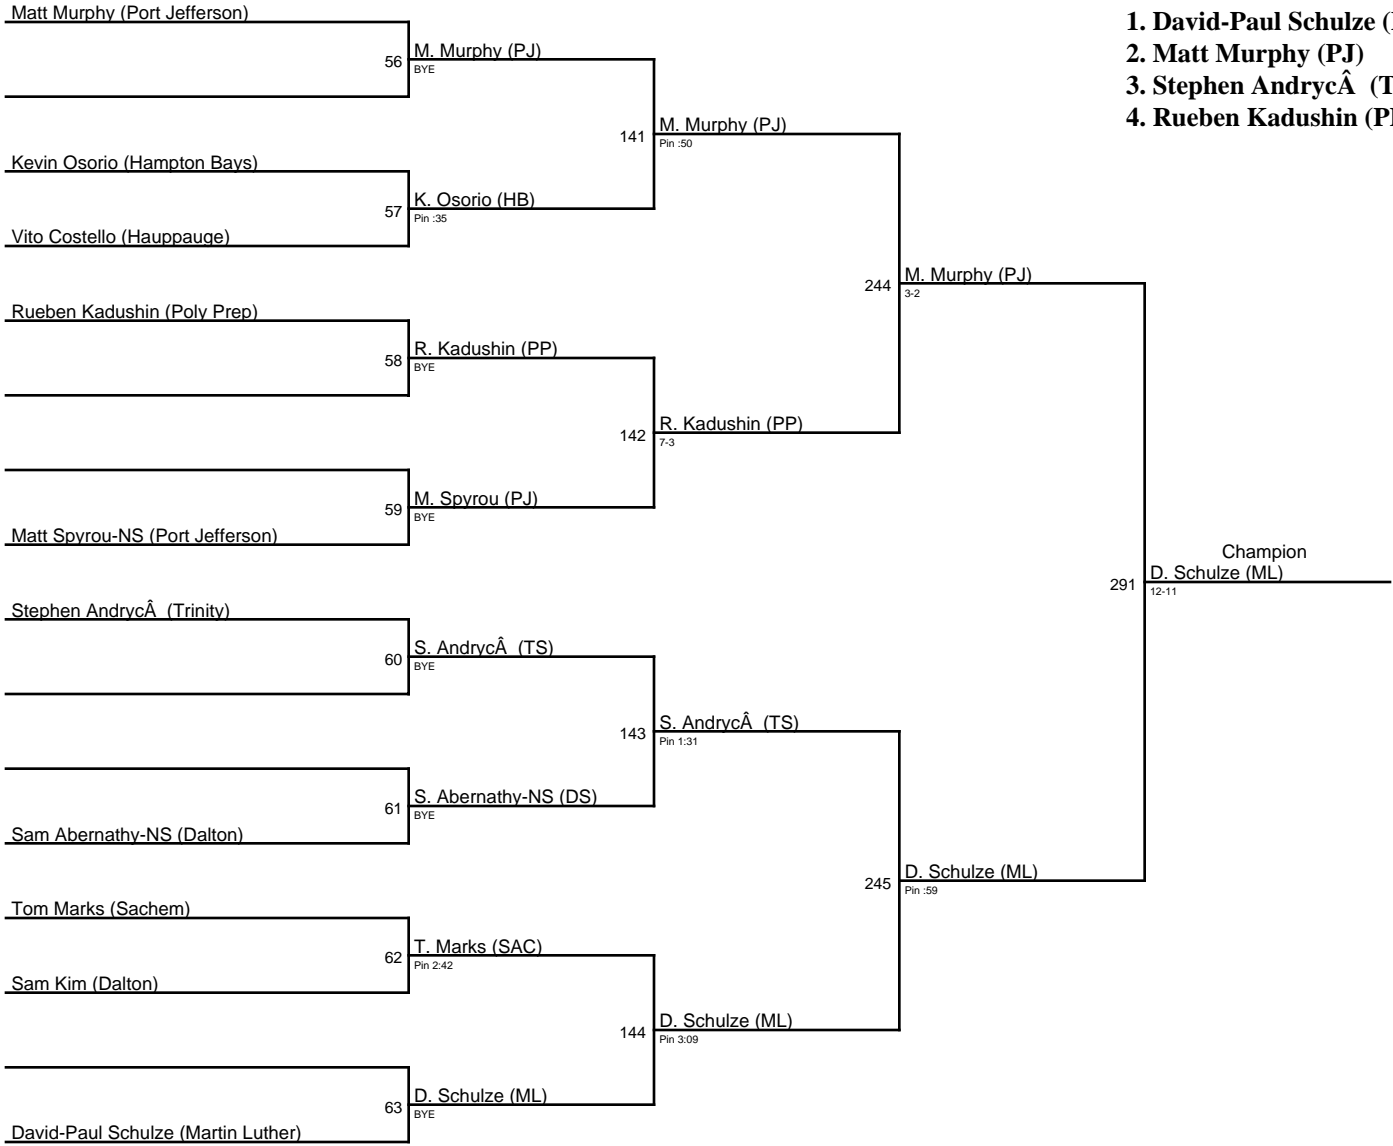 Matt Murphy (Port Jefferson)
56
M. Murphy (PJ)
BYE
141
M. Murphy (PJ)
Pin :50
Kevin Osorio (Hampton Bays)
57
K. Osorio (HB)
Pin :35
Vito Costello (Hauppauge)
244
M. Murphy (PJ)
3-2
Rueben Kadushin (Poly Prep)
58
R. Kadushin (PP)
BYE
142
R. Kadushin (PP)
7-3
59
M. Spyrou (PJ)
BYE
Matt Spyrou-NS (Port Jefferson)
Champion
291
D. Schulze (ML)
12-11
Stephen AndrycÂ  (Trinity)
60
S. AndrycÂ  (TS)
BYE
143
S. AndrycÂ  (TS)
Pin 1:31
61
S. Abernathy-NS (DS)
BYE
Sam Abernathy-NS (Dalton)
245
D. Schulze (ML)
Pin :59
Tom Marks (Sachem)
62
T. Marks (SAC)
Pin 2:42
Sam Kim (Dalton)
144
D. Schulze (ML)
Pin 3:09
63
D. Schulze (ML)
BYE
David-Paul Schulze (Martin Luther)
1. David-Paul Schulze (
2. Matt Murphy (PJ)
3. Stephen AndrycÂ  (T
4. Rueben Kadushin (P